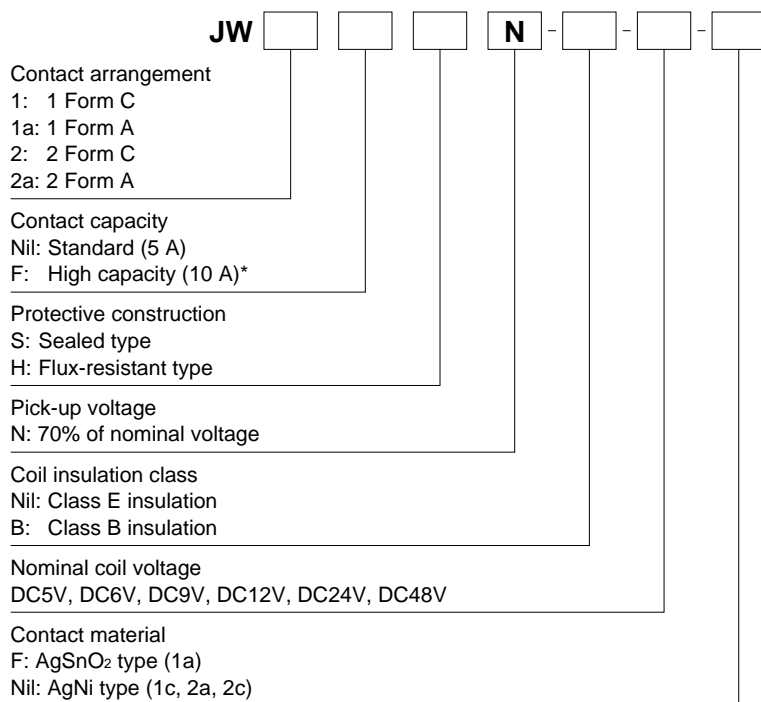 JW N - - -
Contact arrangement
1: 1 Form C
1a: 1 Form A
2: 2 Form C
2a: 2 Form A
Contact capacity
Nil: Standard (5 A)
F: High capacity (10 A)*
Protective construction
S: Sealed type
H: Flux-resistant type
Pick-up voltage
N: 70% of nominal voltage
Coil insulation class
Nil: Class E insulation
B: Class B insulation
Nominal coil voltage
DC5V, DC6V, DC9V, DC12V, DC24V, DC48V
Contact material
F: AgSnO₂ type (1a)
Nil: AgNi type (1c, 2a, 2c)